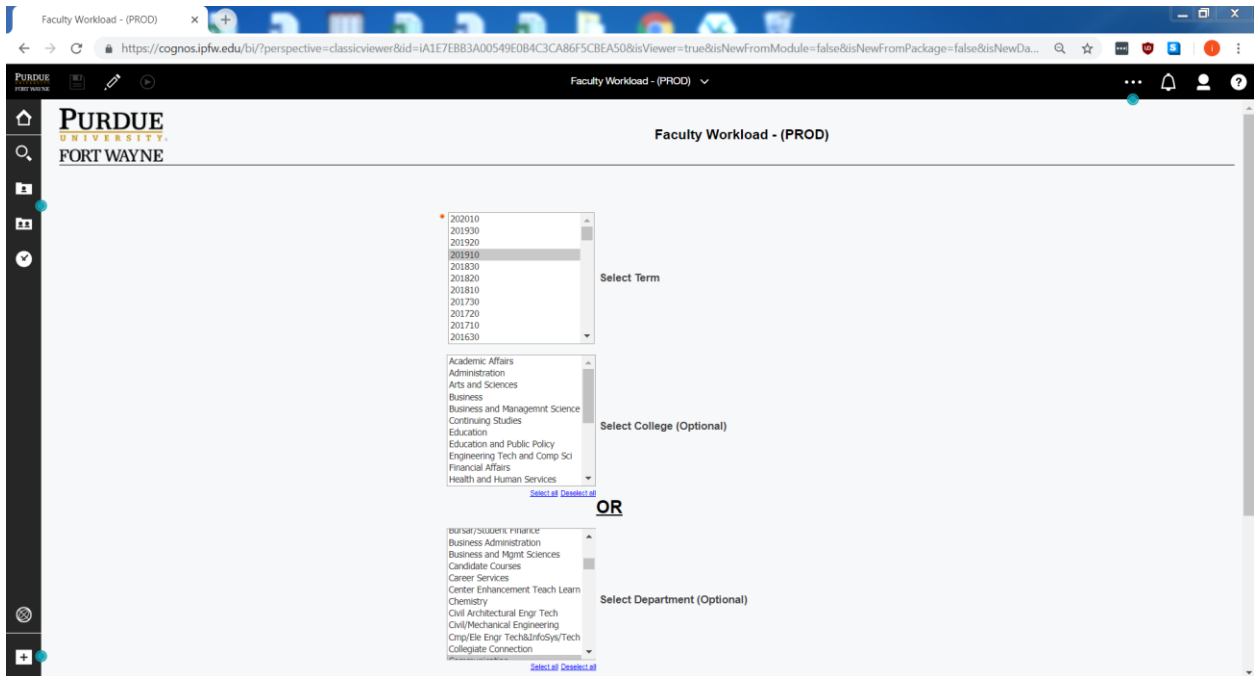 Faculty Workload - (PROD)
https://cognos.ipfw.edu/bi/?perspective=classicviewer&id=iA1E7EBB3A00549E0B4C3CA86F5CBEA50&isViewer=true&isNewFromModule=false&isNewFromPackage=false&isNewDa...
PURDUE
FORT WAYNE
Faculty Workload - (PROD)
PURDUE
UNIVERSITY.
FORT WAYNE
Faculty Workload - (PROD)
* 202010
201930
201920
201910
201830
201820
201810
201730
201720
201710
201630
Select Term
Academic Affairs
Administration
Arts and Sciences
Business
Business and Managemnt Science
Continuing Studies
Education
Education and Public Policy
Engineering Tech and Comp Sci
Financial Affairs
Health and Human Services
Select College (Optional)
Select all Deselect all
OR
Bursar/Student Finance
Business Administration
Business and Mgmt Sciences
Candidate Courses
Career Services
Center Enhancement Teach Learn
Chemistry
Civil Architectural Engr Tech
Civil/Mechanical Engineering
Cmp/Ele Engr Tech&InfoSys/Tech
Collegiate Connection
Communication
Select Department (Optional)
Select all Deselect all